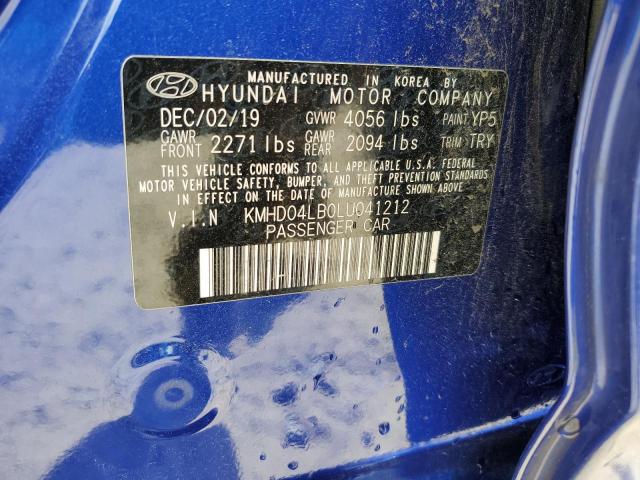 MANUFACTURED IN KOREA BY
HYUNDAI MOTOR COMPANY
DEC/02/19 GVWR 4056 lbs PAINT YP5
GAWR FRONT 2271 lbs GAWR REAR 2094 lbs TRIM TRY
THIS VEHICLE CONFORMS TO ALL APPLICABLE U.S.A. FEDERAL
MOTOR VEHICLE SAFETY, BUMPER, AND THEFT PREVENTION STANDARDS
IN EFFECT ON THE DATE OF MANUFACTURE SHOWN ABOVE.
V.I.N KMHD04LB0LU041212
PASSENGER CAR